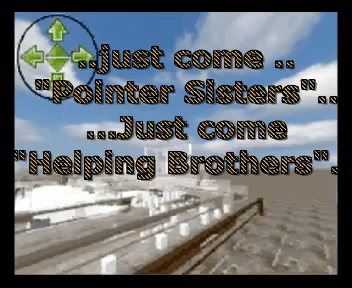 ..just come ..
"Pointer Sisters"..
...Just come
"Helping Brothers".